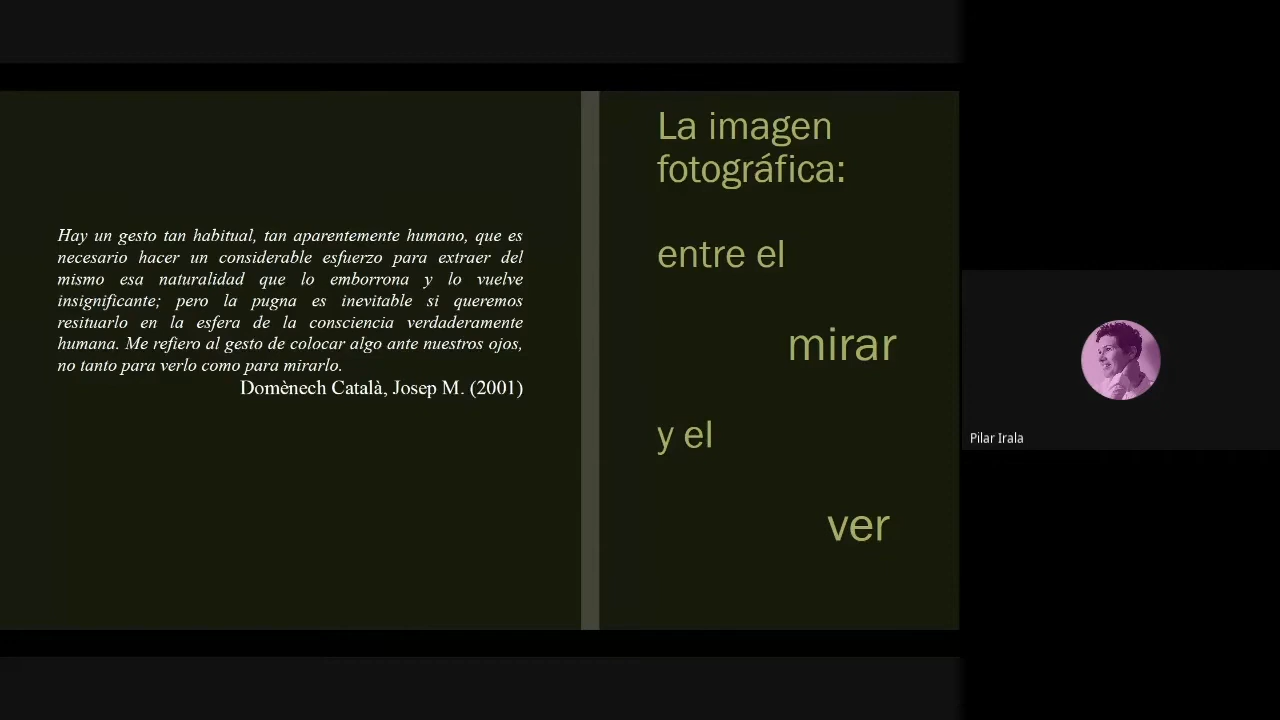 Hay un gesto tan habitual, tan aparentemente humano, que es
necesario hacer un considerable esfuerzo para extraer del
mismo esa naturalidad que lo emborrona y lo vuelve
insignificante; pero la pugna es inevitable si queremos
resituarlo en la esfera de la consciencia verdaderamente
humana. Me refiero al gesto de colocar algo ante nuestros ojos,
no tanto para verlo como para mirarlo.
Domènech Català, Josep M. (2001)
La imagen
fotográfica:
entre el
mirar
y el
ver
Pilar Irala